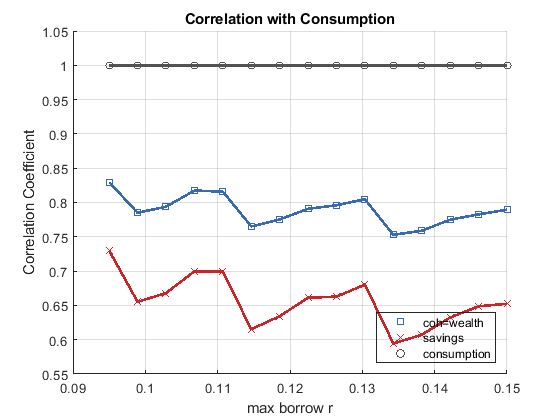 Correlation with Consumption
1.05
1
0.95
0.9
0.85
0.8
0.75
0.7
0.65
0.6
0.55
Correlation Coefficient
coh=wealth
savings
consumption
0.09 0.1 0.11 0.12 0.13 0.14 0.15
max borrow r